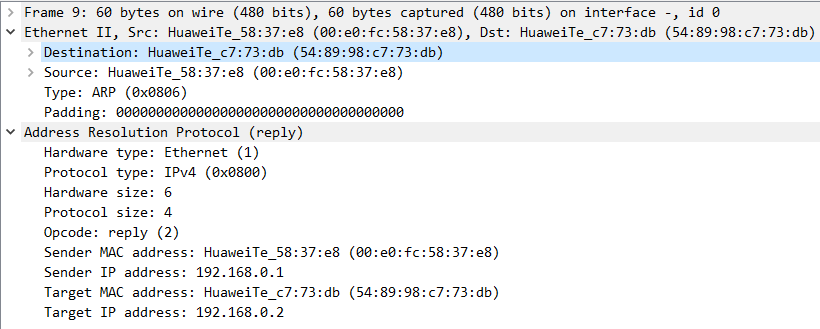 Frame 9: 60 bytes on wire (480 bits), 60 bytes captured (480 bits) on interface -, id 0
Ethernet II, Src: HuaweiTe_58:37:e8 (00:e0:fc:58:37:e8), Dst: HuaweiTe_c7:73:db (54:89:98:c7:73:db)
Destination: HuaweiTe_c7:73:db (54:89:98:c7:73:db)
Source: HuaweiTe_58:37:e8 (00:e0:fc:58:37:e8)
Type: ARP (0x0806)
Padding: 000000000000000000000000000000000000
Address Resolution Protocol (reply)
Hardware type: Ethernet (1)
Protocol type: IPv4 (0x0800)
Hardware size: 6
Protocol size: 4
Opcode: reply (2)
Sender MAC address: HuaweiTe_58:37:e8 (00:e0:fc:58:37:e8)
Sender IP address: 192.168.0.1
Target MAC address: HuaweiTe_c7:73:db (54:89:98:c7:73:db)
Target IP address: 192.168.0.2